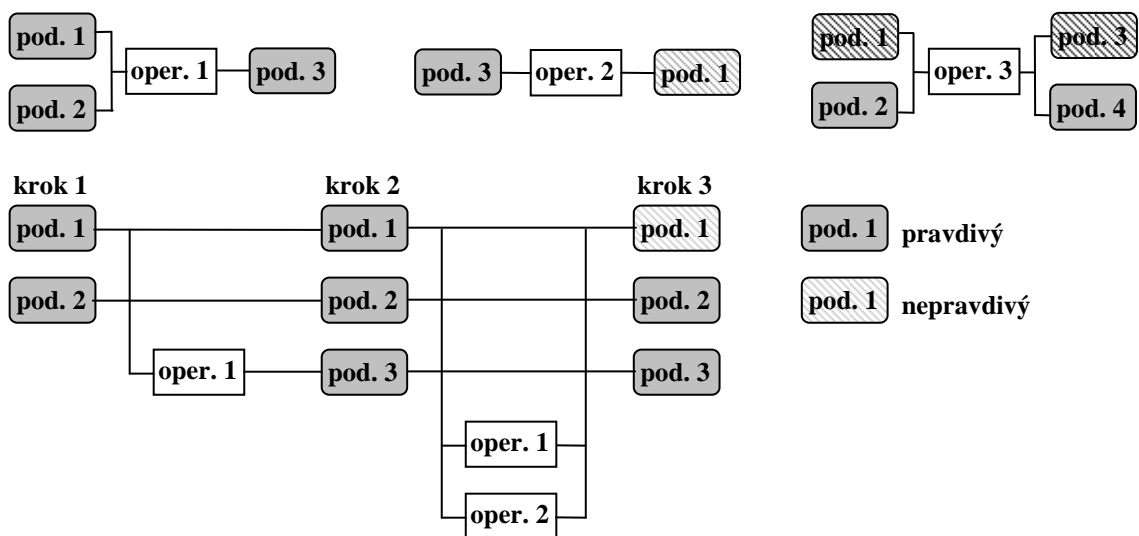 pod. 1
pod. 2
oper. 1
pod. 3
pod. 3
oper. 2
pod. 1
pod. 1
pod. 2
oper. 3
pod. 3
pod. 4
krok 1
krok 2
krok 3
pod. 1
pod. 1
pod. 1
pod. 1
pravdivý
pod. 2
pod. 2
pod. 2
pod. 1
nepravdivý
oper. 1
pod. 3
pod. 3
oper. 1
oper. 2